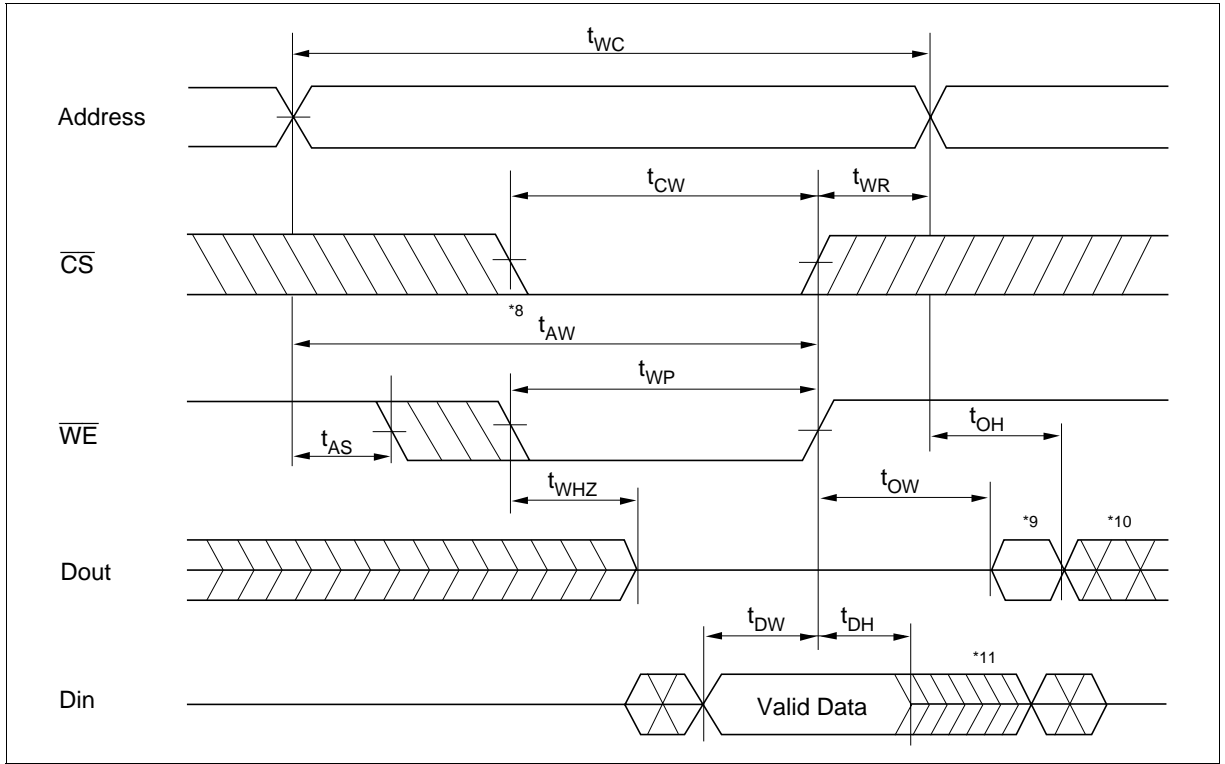 tWC
Address
tCW
tWR
CS
*8
tAW
tWP
WE
tAS
tOH
tWHZ
tOW
*9
*10
Dout
tDW
tDH
*11
Din
Valid Data